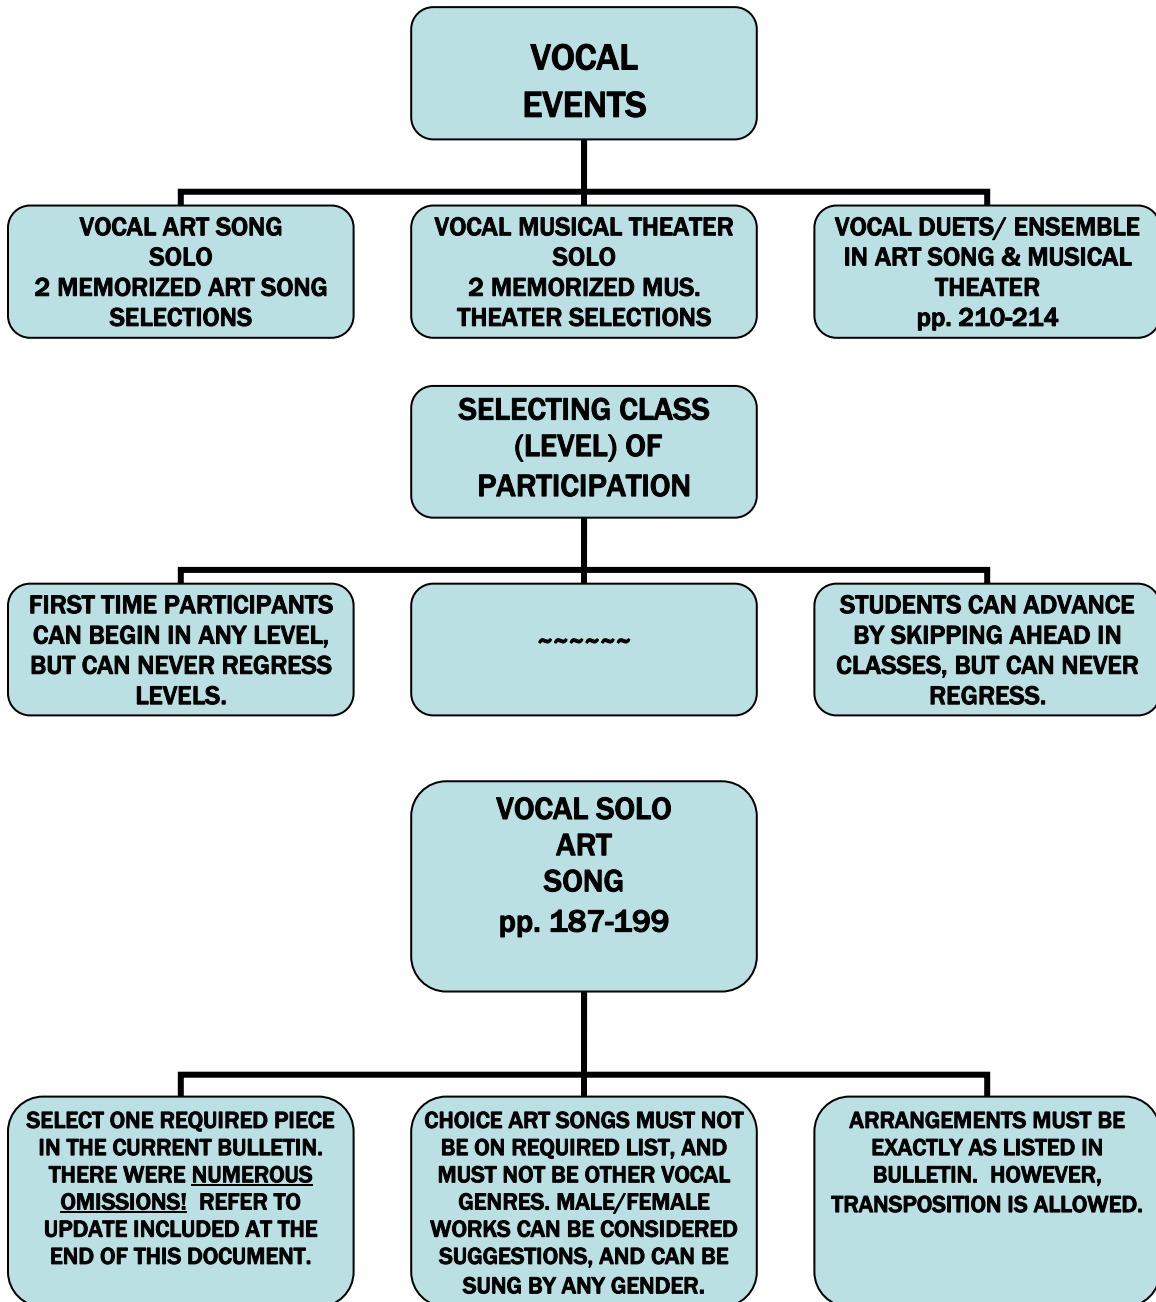 VOCAL
EVENTS
VOCAL ART SONG
SOLO
2 MEMORIZED ART SONG
SELECTIONS
VOCAL MUSICAL THEATER
SOLO
2 MEMORIZED MUS.
THEATER SELECTIONS
VOCAL DUETS/ ENSEMBLE
IN ART SONG & MUSICAL
THEATER
pp. 210-214
SELECTING CLASS
(LEVEL) OF
PARTICIPATION
FIRST TIME PARTICIPANTS
CAN BEGIN IN ANY LEVEL,
BUT CAN NEVER REGRESS
LEVELS.
~~~~~~
STUDENTS CAN ADVANCE
BY SKIPPING AHEAD IN
CLASSES, BUT CAN NEVER
REGRESS.
VOCAL SOLO
ART
SONG
pp. 187-199
SELECT ONE REQUIRED PIECE
IN THE CURRENT BULLETIN.
THERE WERE NUMEROUS
OMISSIONS! REFER TO
UPDATE INCLUDED AT THE
END OF THIS DOCUMENT.
CHOICE ART SONGS MUST NOT
BE ON REQUIRED LIST, AND
MUST NOT BE OTHER VOCAL
GENRES. MALE/FEMALE
WORKS CAN BE CONSIDERED
SUGGESTIONS, AND CAN BE
SUNG BY ANY GENDER.
ARRANGEMENTS MUST BE
EXACTLY AS LISTED IN
BULLETIN. HOWEVER,
TRANSPOSITION IS ALLOWED.